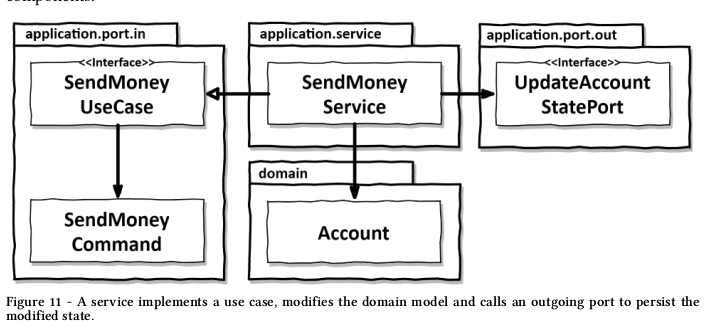 components.
application.port.in
<<Interface>>
SendMoney
UseCase
SendMoney
Command
application.service
SendMoney
Service
domain
Account
application.port.out
<<Interface>>
UpdateAccount
StatePort
Figure 11 - A service implements a use case, modifies the domain model and calls an outgoing port to persist the
modified state.